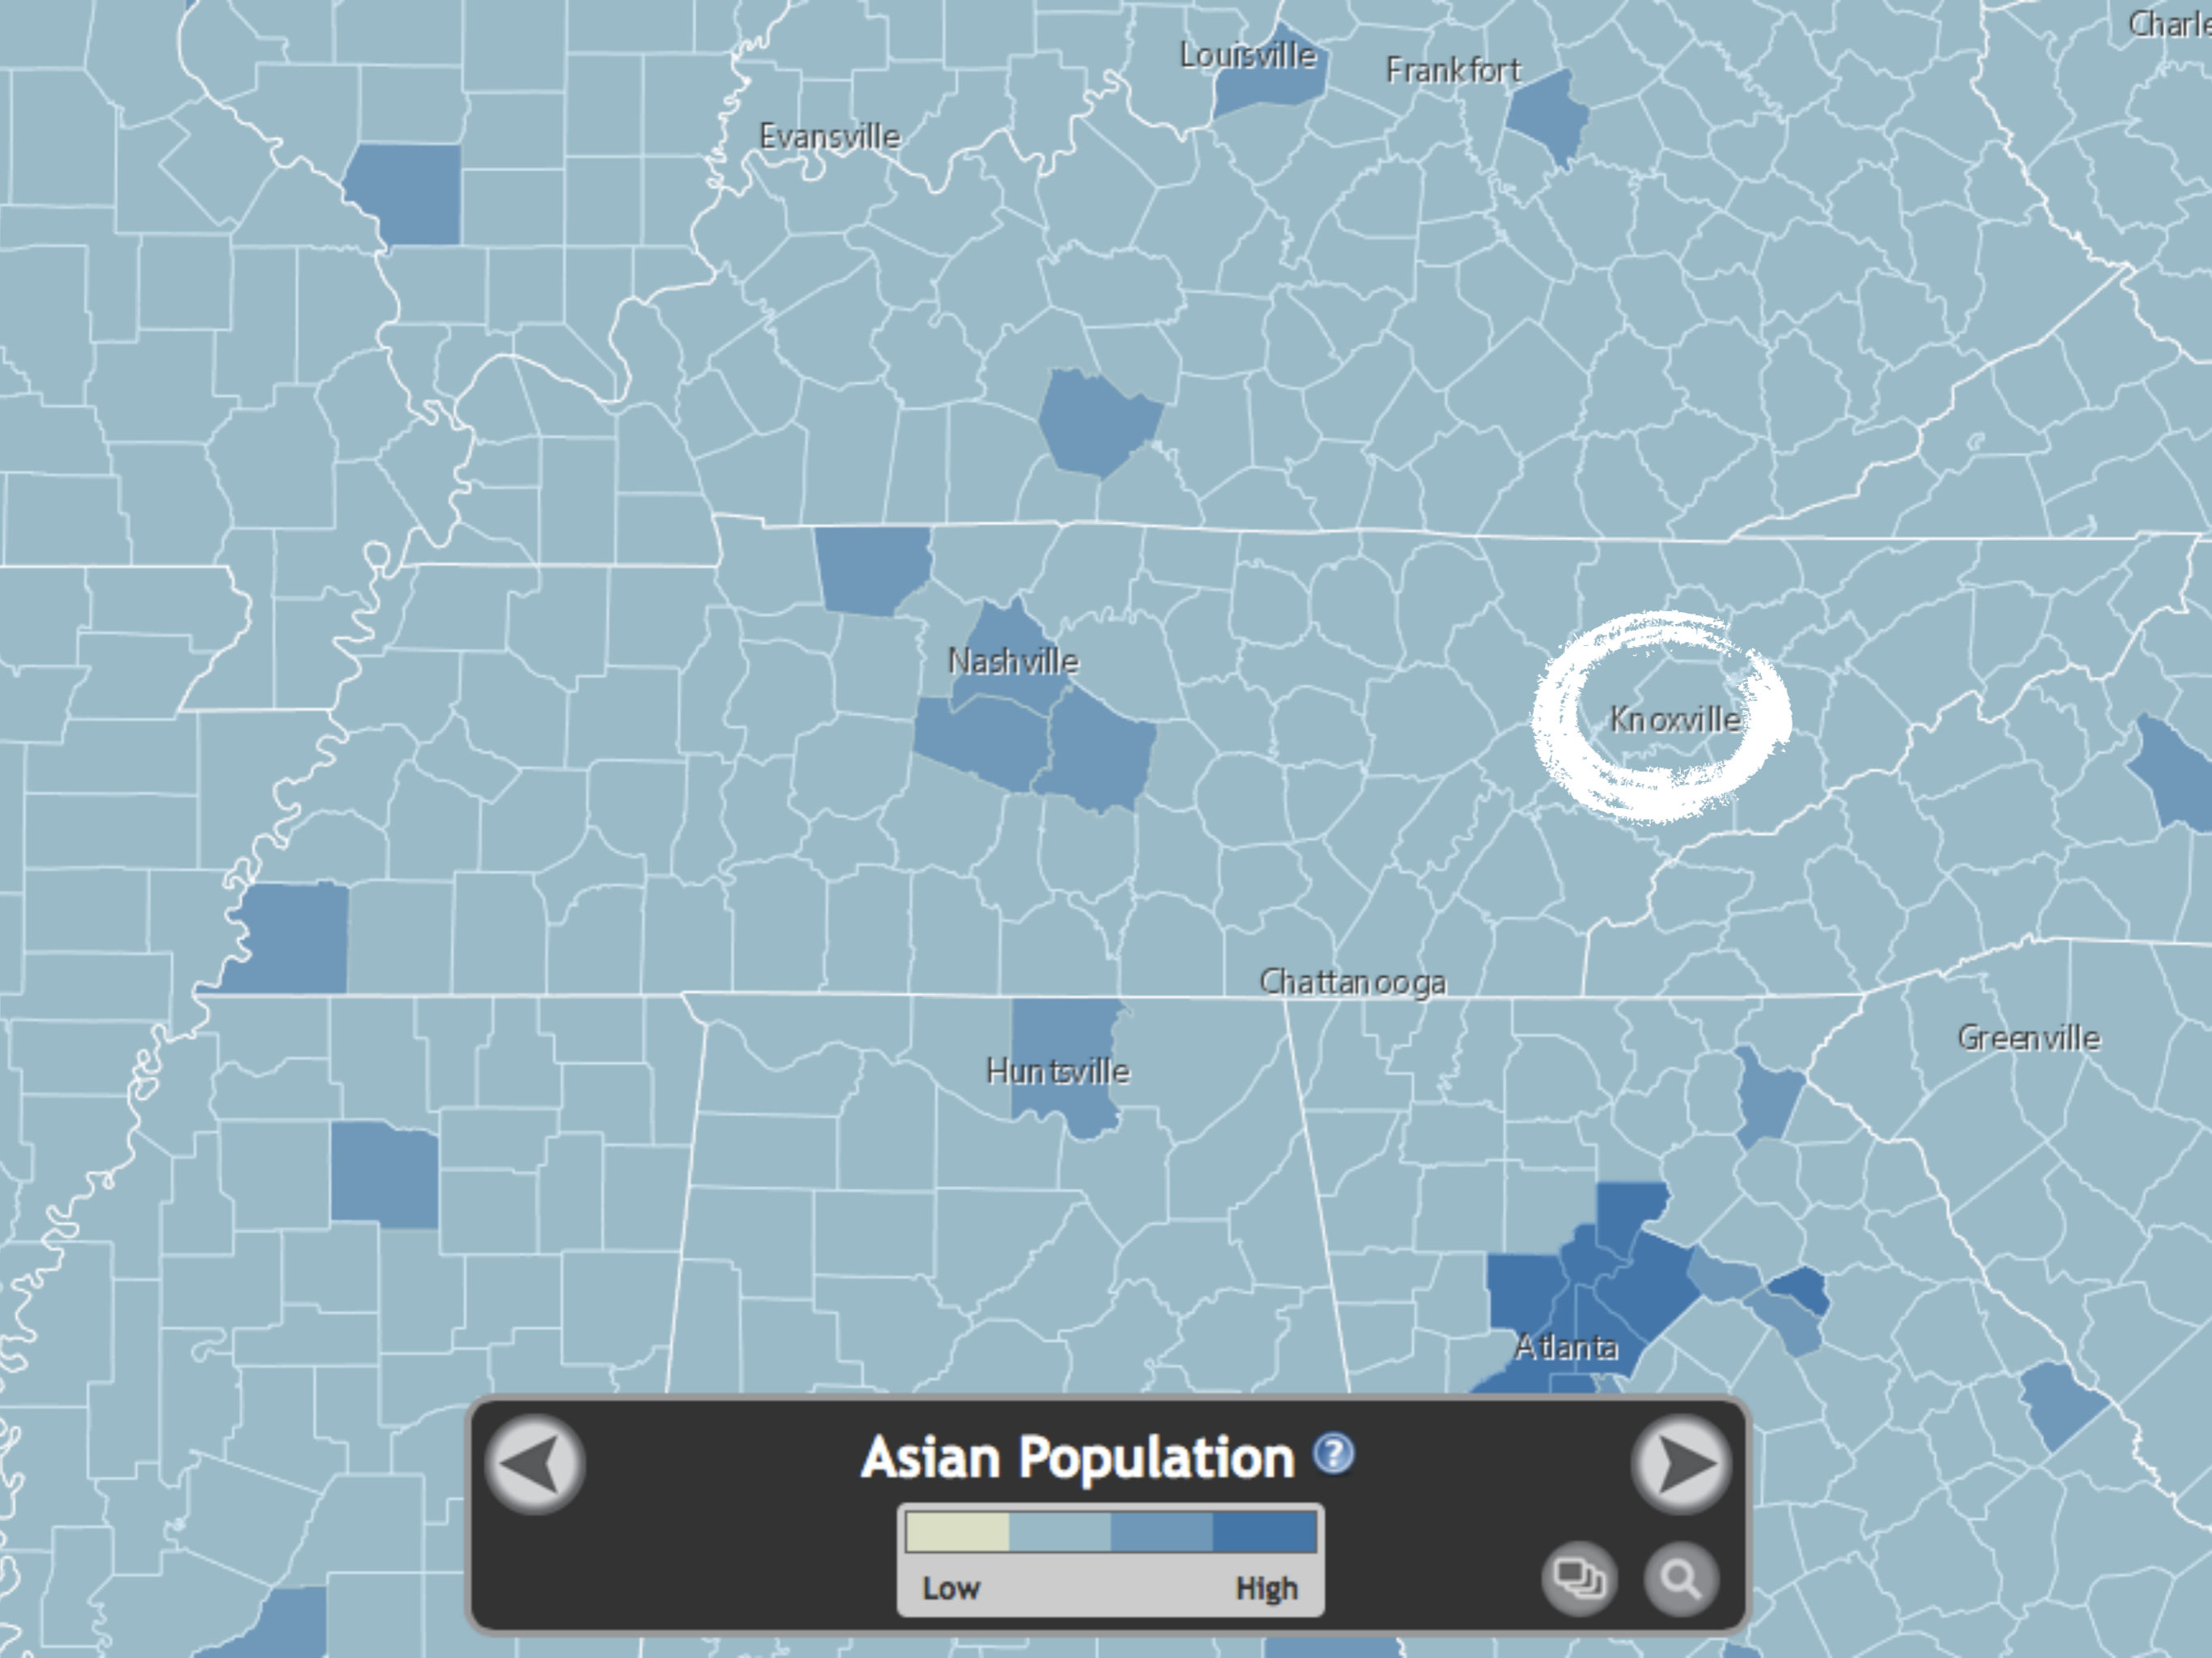 Charle
Louisville
Frankfort
Evansville
Nashville
Knoxville
Chattanooga
Greenville
Huntsville
Atlanta
Asian Population ?
Low High